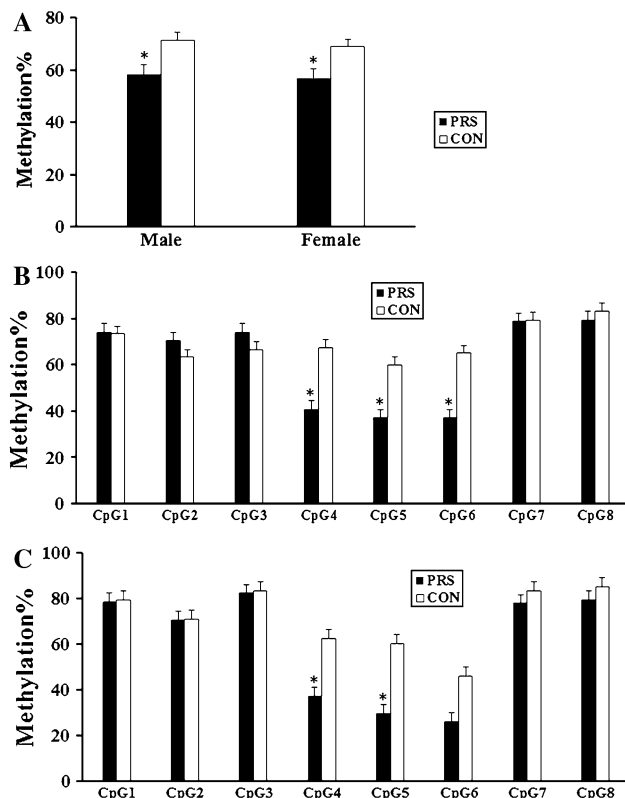 A
Methylation%
80
60
40
20
0
* *
Male Female
PRS
CON
B
Methylation%
100
80
60
40
20
0
* * *
CpG1 CpG2 CpG3 CpG4 CpG5 CpG6 CpG7 CpG8
PRS
CON
C
Methylation%
100
80
60
40
20
0
* *
CpG1 CpG2 CpG3 CpG4 CpG5 CpG6 CpG7 CpG8
PRS
CON